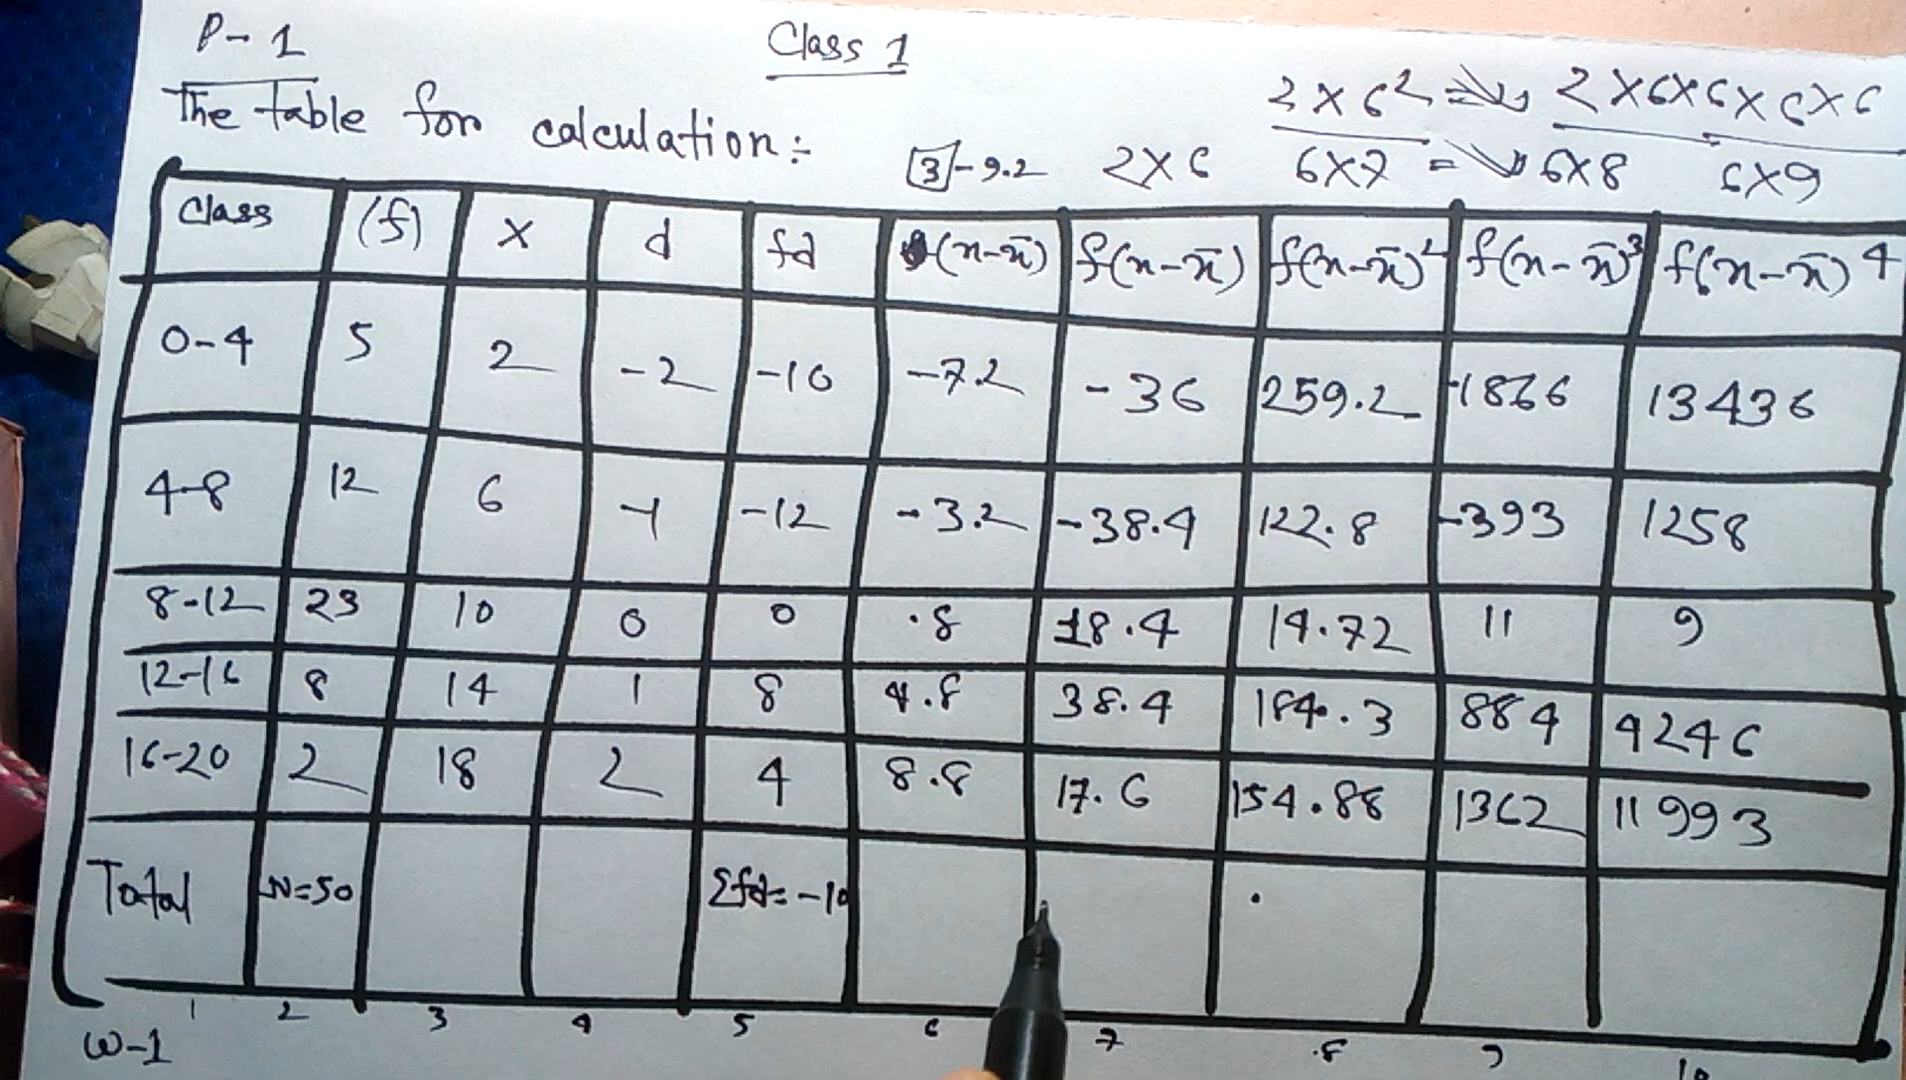 P-1
Class 1
The table for calculation:-
3 - 9.2
2×6
2×6² => 2×6×6×6×6
6×7 = 6×8 6×9
Class (f) x d fd (n-n̄) f(n-n̄) f(n-n̄)² f(n-n̄)³ f(n-n̄)4
0-4 5 2 -2 -10 -7.2 -36 259.2 -1866 13436
4-8 12 6 -1 -12 -3.2 -38.4 122.8 -393 1258
8-12 23 10 0 0 .8 18.4 14.72 11 9
12-16 8 14 1 8 4.8 38.4 184.3 884 4246
16-20 2 18 2 4 8.8 17.6 154.88 1362 11993
Total N=50 Σfd=-10
1 2 3 4 5 6 7 8 9 10
W-1